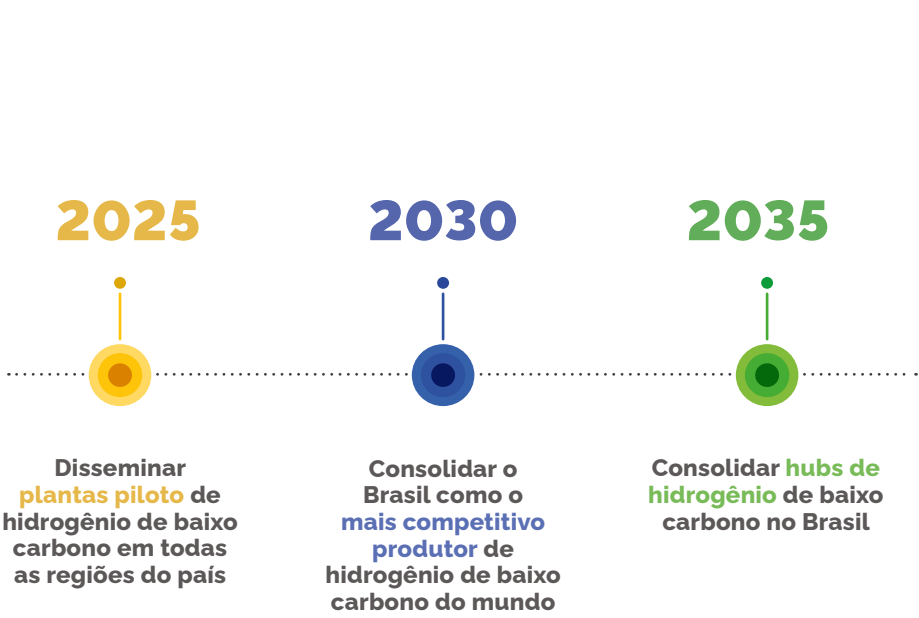 2025
Disseminar
plantas piloto de
hidrogênio de baixo
carbono em todas
as regiões do país
2030
Consolidar o
Brasil como o
mais competitivo
produtor de
hidrogênio de baixo
carbono do mundo
2035
Consolidar hubs de
hidrogênio de baixo
carbono no Brasil